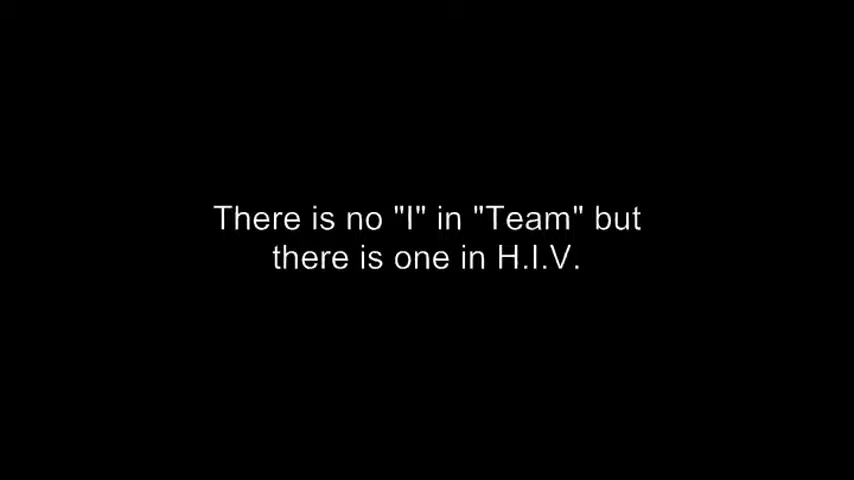 There is no "I" in "Team" but
there is one in H.I.V.